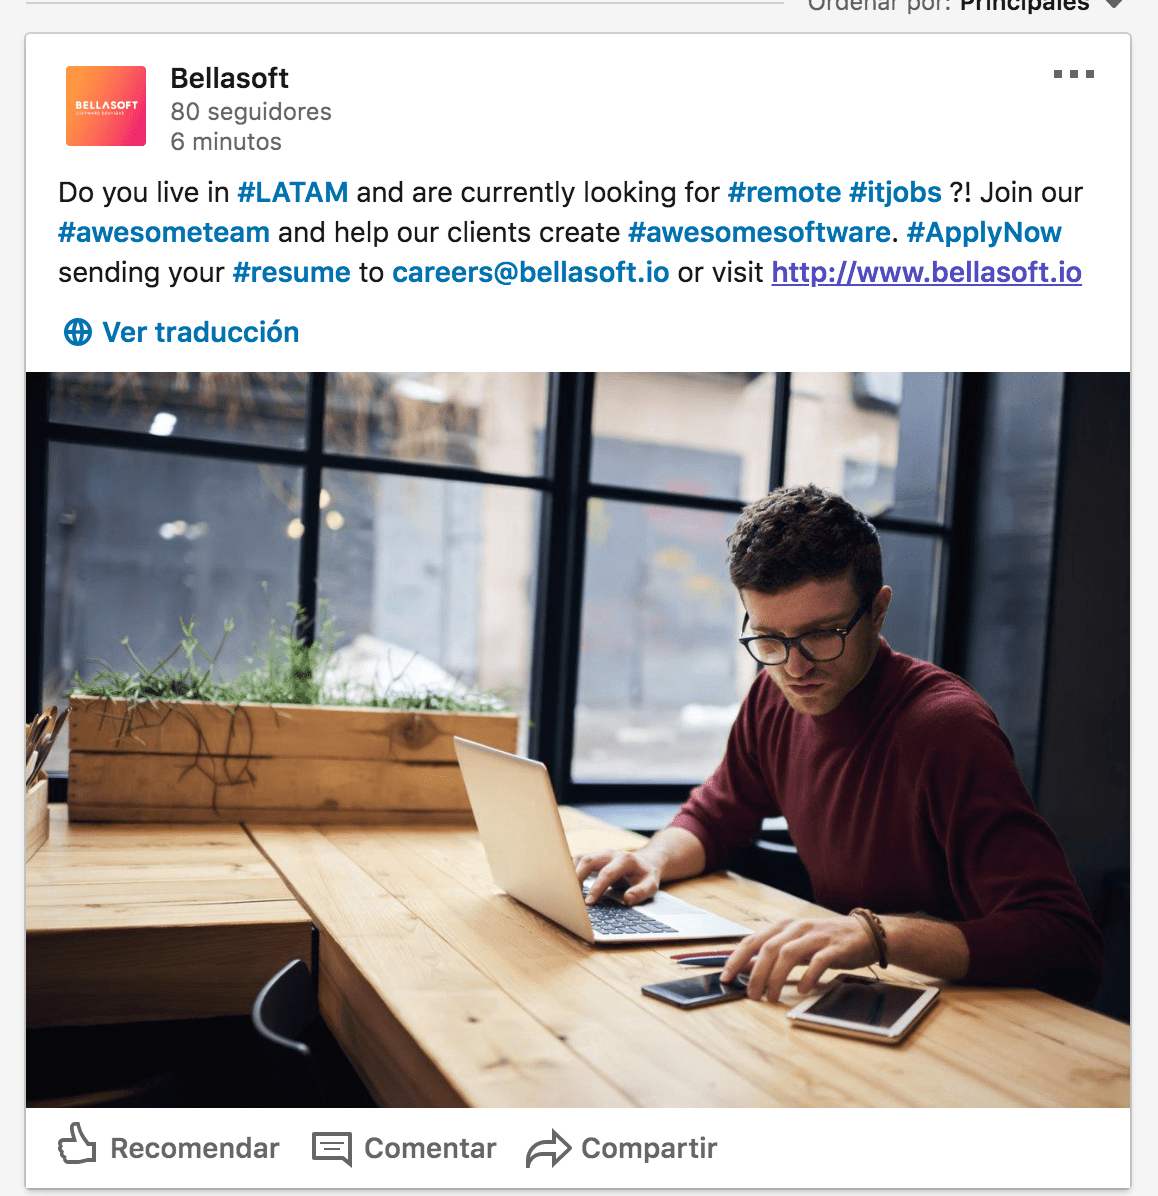 Ordenar por: Principales
Bellasoft
BELLASOFT
SOFTWARE BOUTIQUE
80 seguidores
6 minutos
Do you live in #LATAM and are currently looking for #remote #itjobs ?! Join our
#awesometeam and help our clients create #awesomesoftware. #ApplyNow
sending your #resume to careers@bellasoft.io or visit http://www.bellasoft.io
Ver traducción
Recomendar
Comentar
Compartir